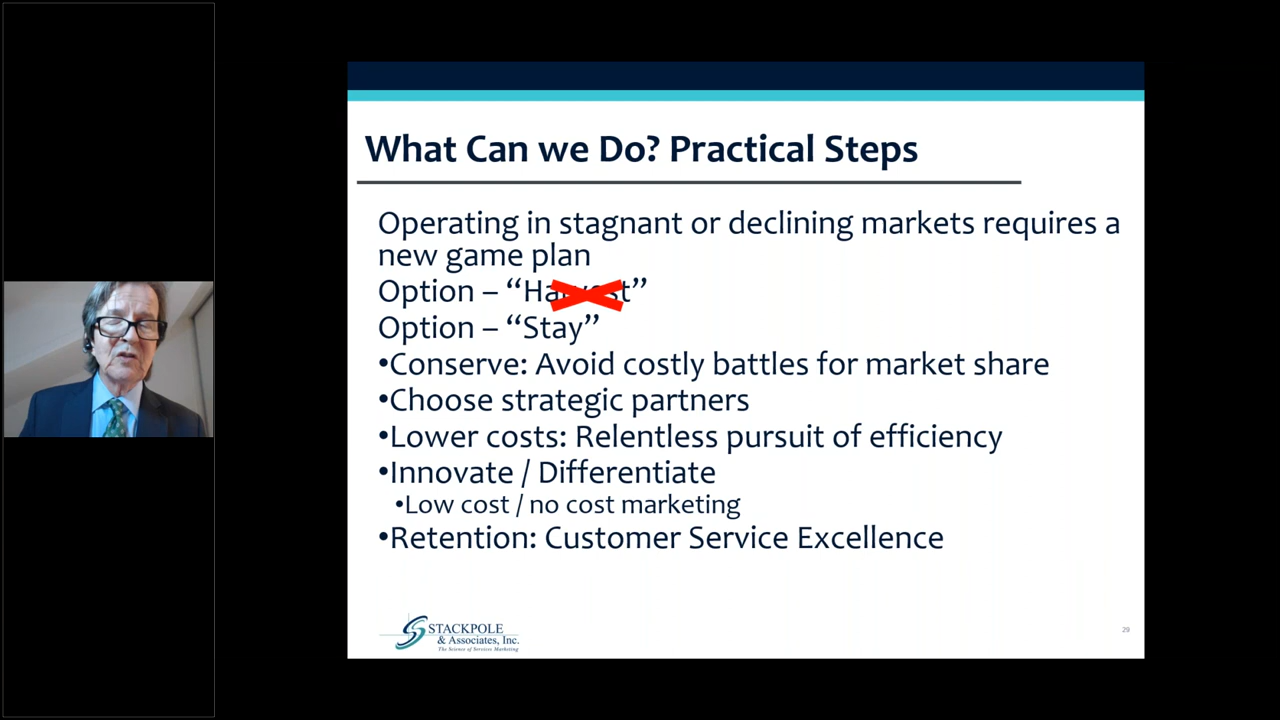 What Can we Do? Practical Steps
Operating in stagnant or declining markets requires a
new game plan
Option – “Harvest”
Option – “Stay”
•Conserve: Avoid costly battles for market share
•Choose strategic partners
•Lower costs: Relentless pursuit of efficiency
•Innovate / Differentiate
•Low cost / no cost marketing
•Retention: Customer Service Excellence
STACKPOLE
& Associates, Inc.
The Science of Services Marketing
29